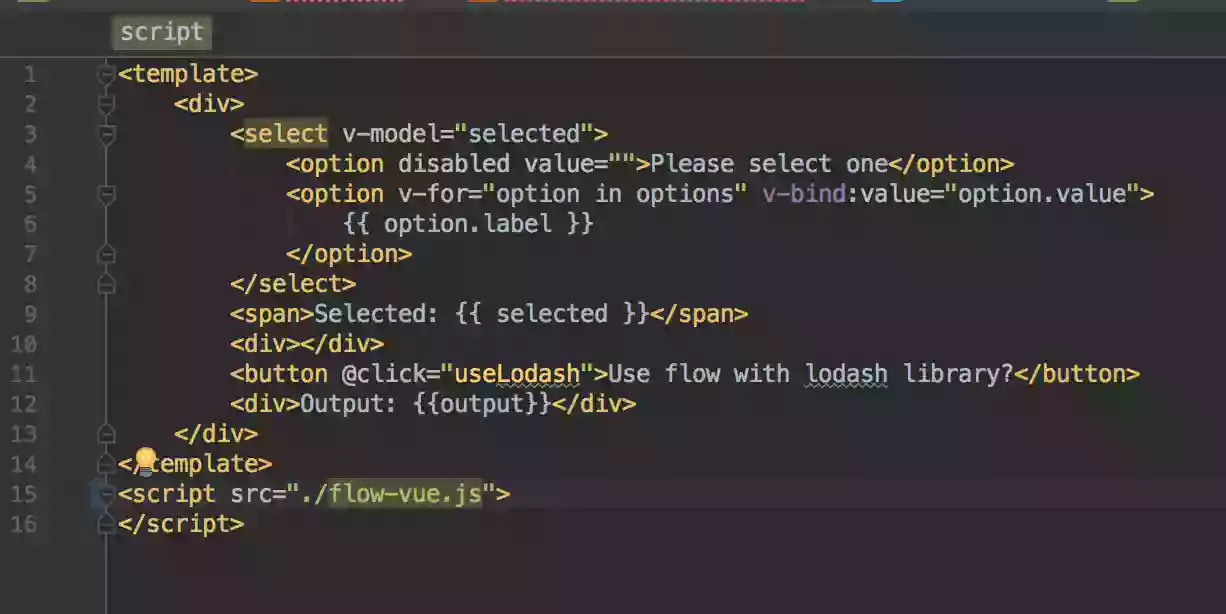 script
1 <template>
2     <div>
3         <select v-model="selected">
4             <option disabled value="">Please select one</option>
5             <option v-for="option in options" v-bind:value="option.value">
6                 {{ option.label }}
7             </option>
8         </select>
9         <span>Selected: {{ selected }}</span>
10         <div></div>
11         <button @click="useLodash">Use flow with lodash library?</button>
12         <div>Output: {{output}}</div>
13     </div>
14 </template>
15 <script src="./flow-vue.js">
16 </script>